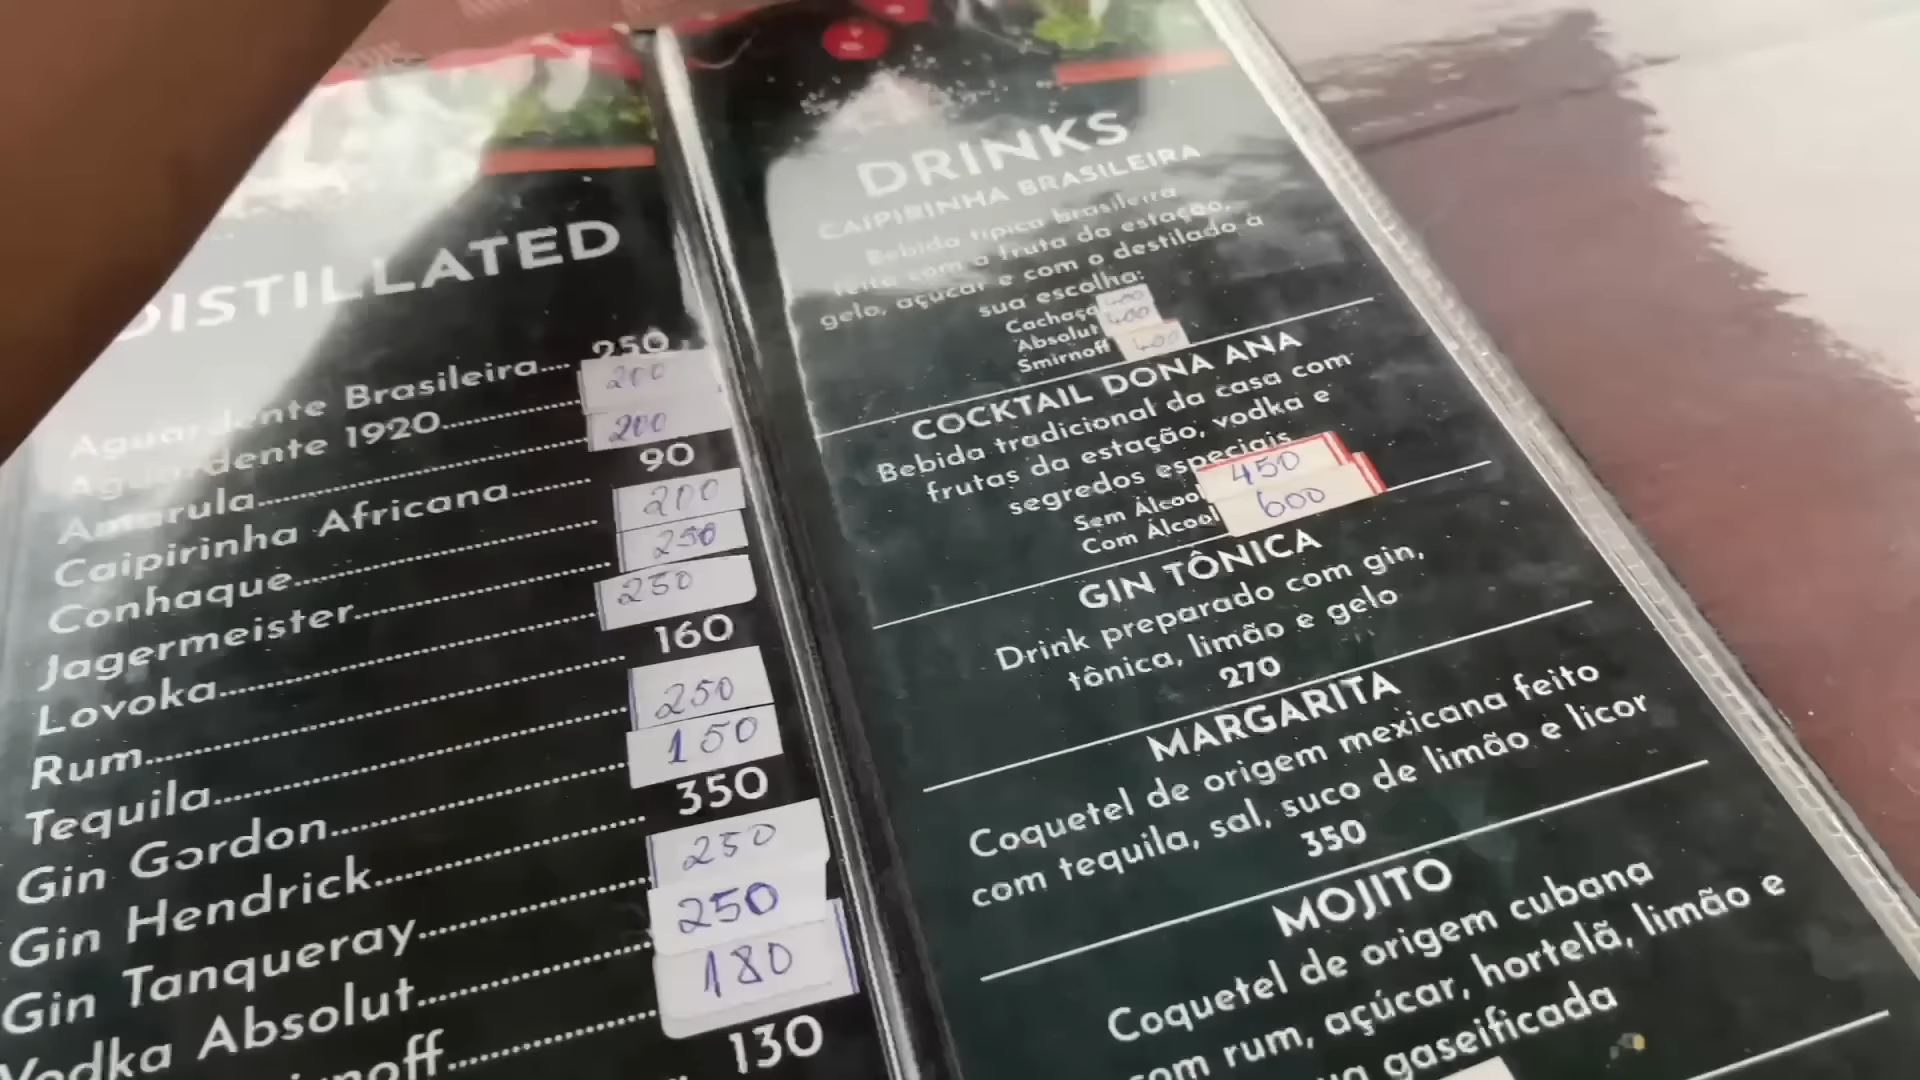 DISTILLATED
Aguardente Brasileira.... 250
Aguardente 1920 200
Amarula 200
Caipirinha Africana 90
Conhaque 200
Jagermeister 250
Lovoka 250
Rum 160
Tequila 250
Gin Gordon 150
Gin Hendrick 350
Gin Tanqueray 250
Vodka Absolut 250
180
130
DRINKS
CAIPIRINHA BRASILEIRA
Bebida típica brasileira
feita com a fruta da estação,
gelo, açúcar e com o destilado à
sua escolha:
Cachaça 400
Absolut 400
Smirnoff 400
COCKTAIL DONA ANA
Bebida tradicional da casa com
frutas da estação, vodka e
segredos especiais
Sem Álcool 450
Com Álcool 600
GIN TÔNICA
Drink preparado com gin,
tônica, limão e gelo
270
MARGARITA
Coquetel de origem mexicana feito
com tequila, sal, suco de limão e licor
350
MOJITO
Coquetel de origem cubana
com rum, açúcar, hortelã, limão e
gaseificada